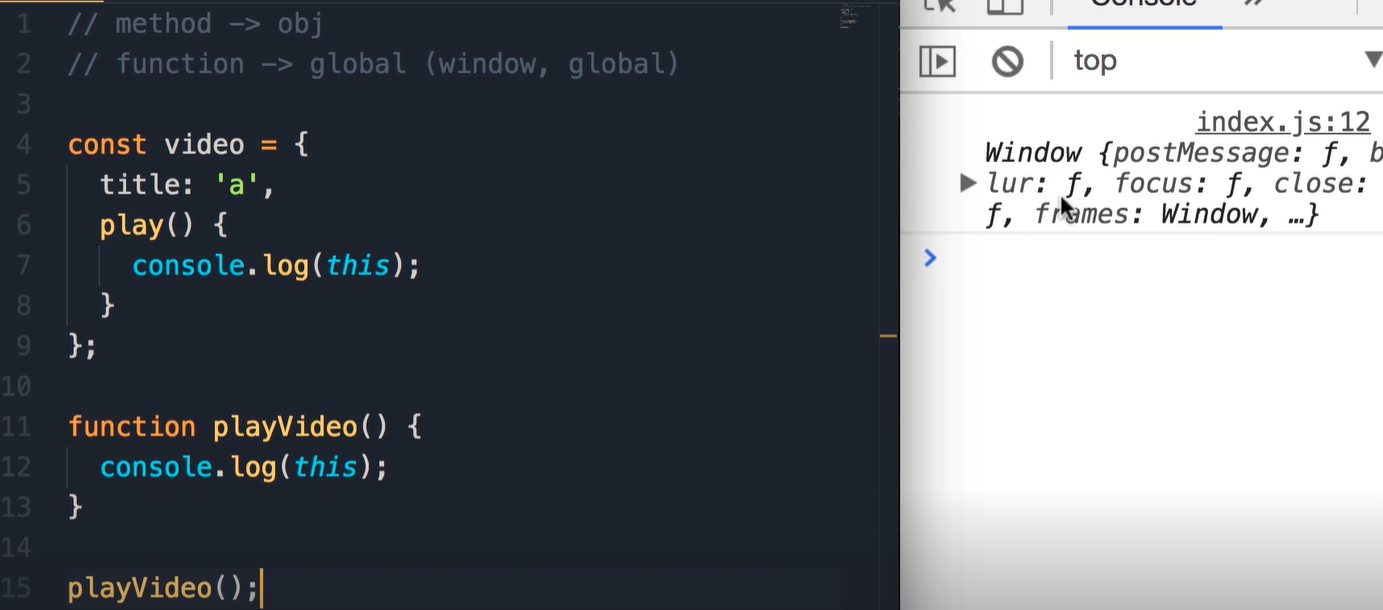 1 // method -> obj
2 // function -> global (window, global)
3
4 const video = {
5   title: 'a',
6   play() {
7     console.log(this);
8   }
9 };
10
11 function playVideo() {
12   console.log(this);
13 }
14
15 playVideo();
Console
top
index.js:12
Window {postMessage: ƒ, b
lur: ƒ, focus: ƒ, close:
ƒ, frames: Window, …}